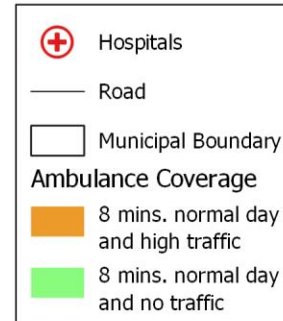 Hospitals
Road
Municipal Boundary
Ambulance Coverage
8 mins. normal day
and high traffic
8 mins. normal day
and no traffic